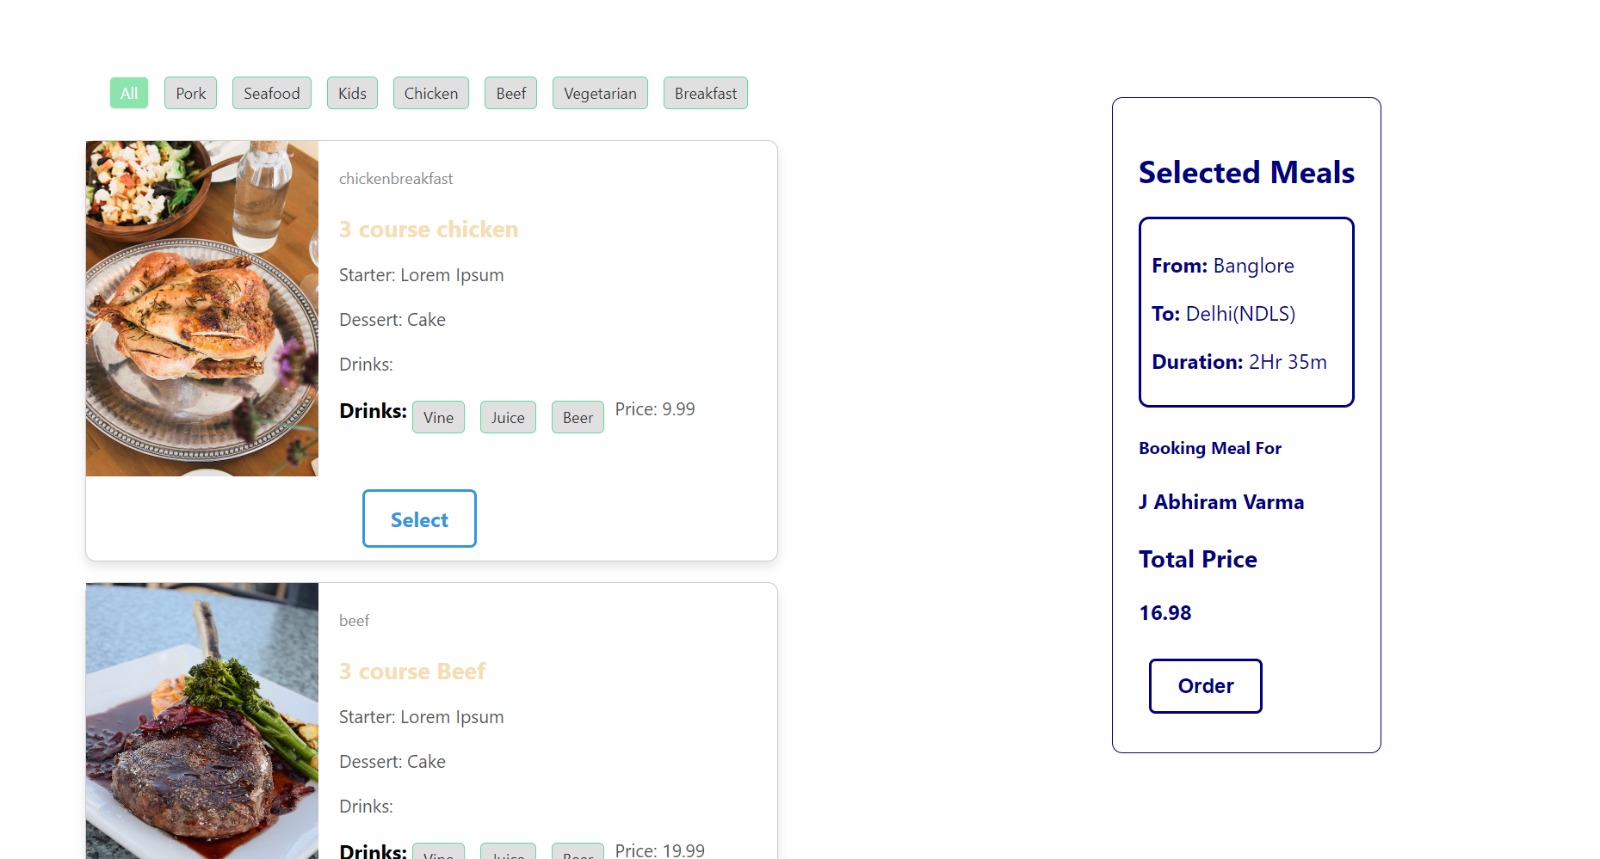 All Pork Seafood Kids Chicken Beef Vegetarian Breakfast
chickenbreakfast
3 course chicken
Starter: Lorem Ipsum
Dessert: Cake
Drinks:
Drinks: Vine Juice Beer Price: 9.99
Select
beef
3 course Beef
Starter: Lorem Ipsum
Dessert: Cake
Drinks:
Drinks: Vine Juice Beer Price: 19.99
Selected Meals
From: Banglore
To: Delhi(NDLS)
Duration: 2Hr 35m
Booking Meal For
J Abhiram Varma
Total Price
16.98
Order